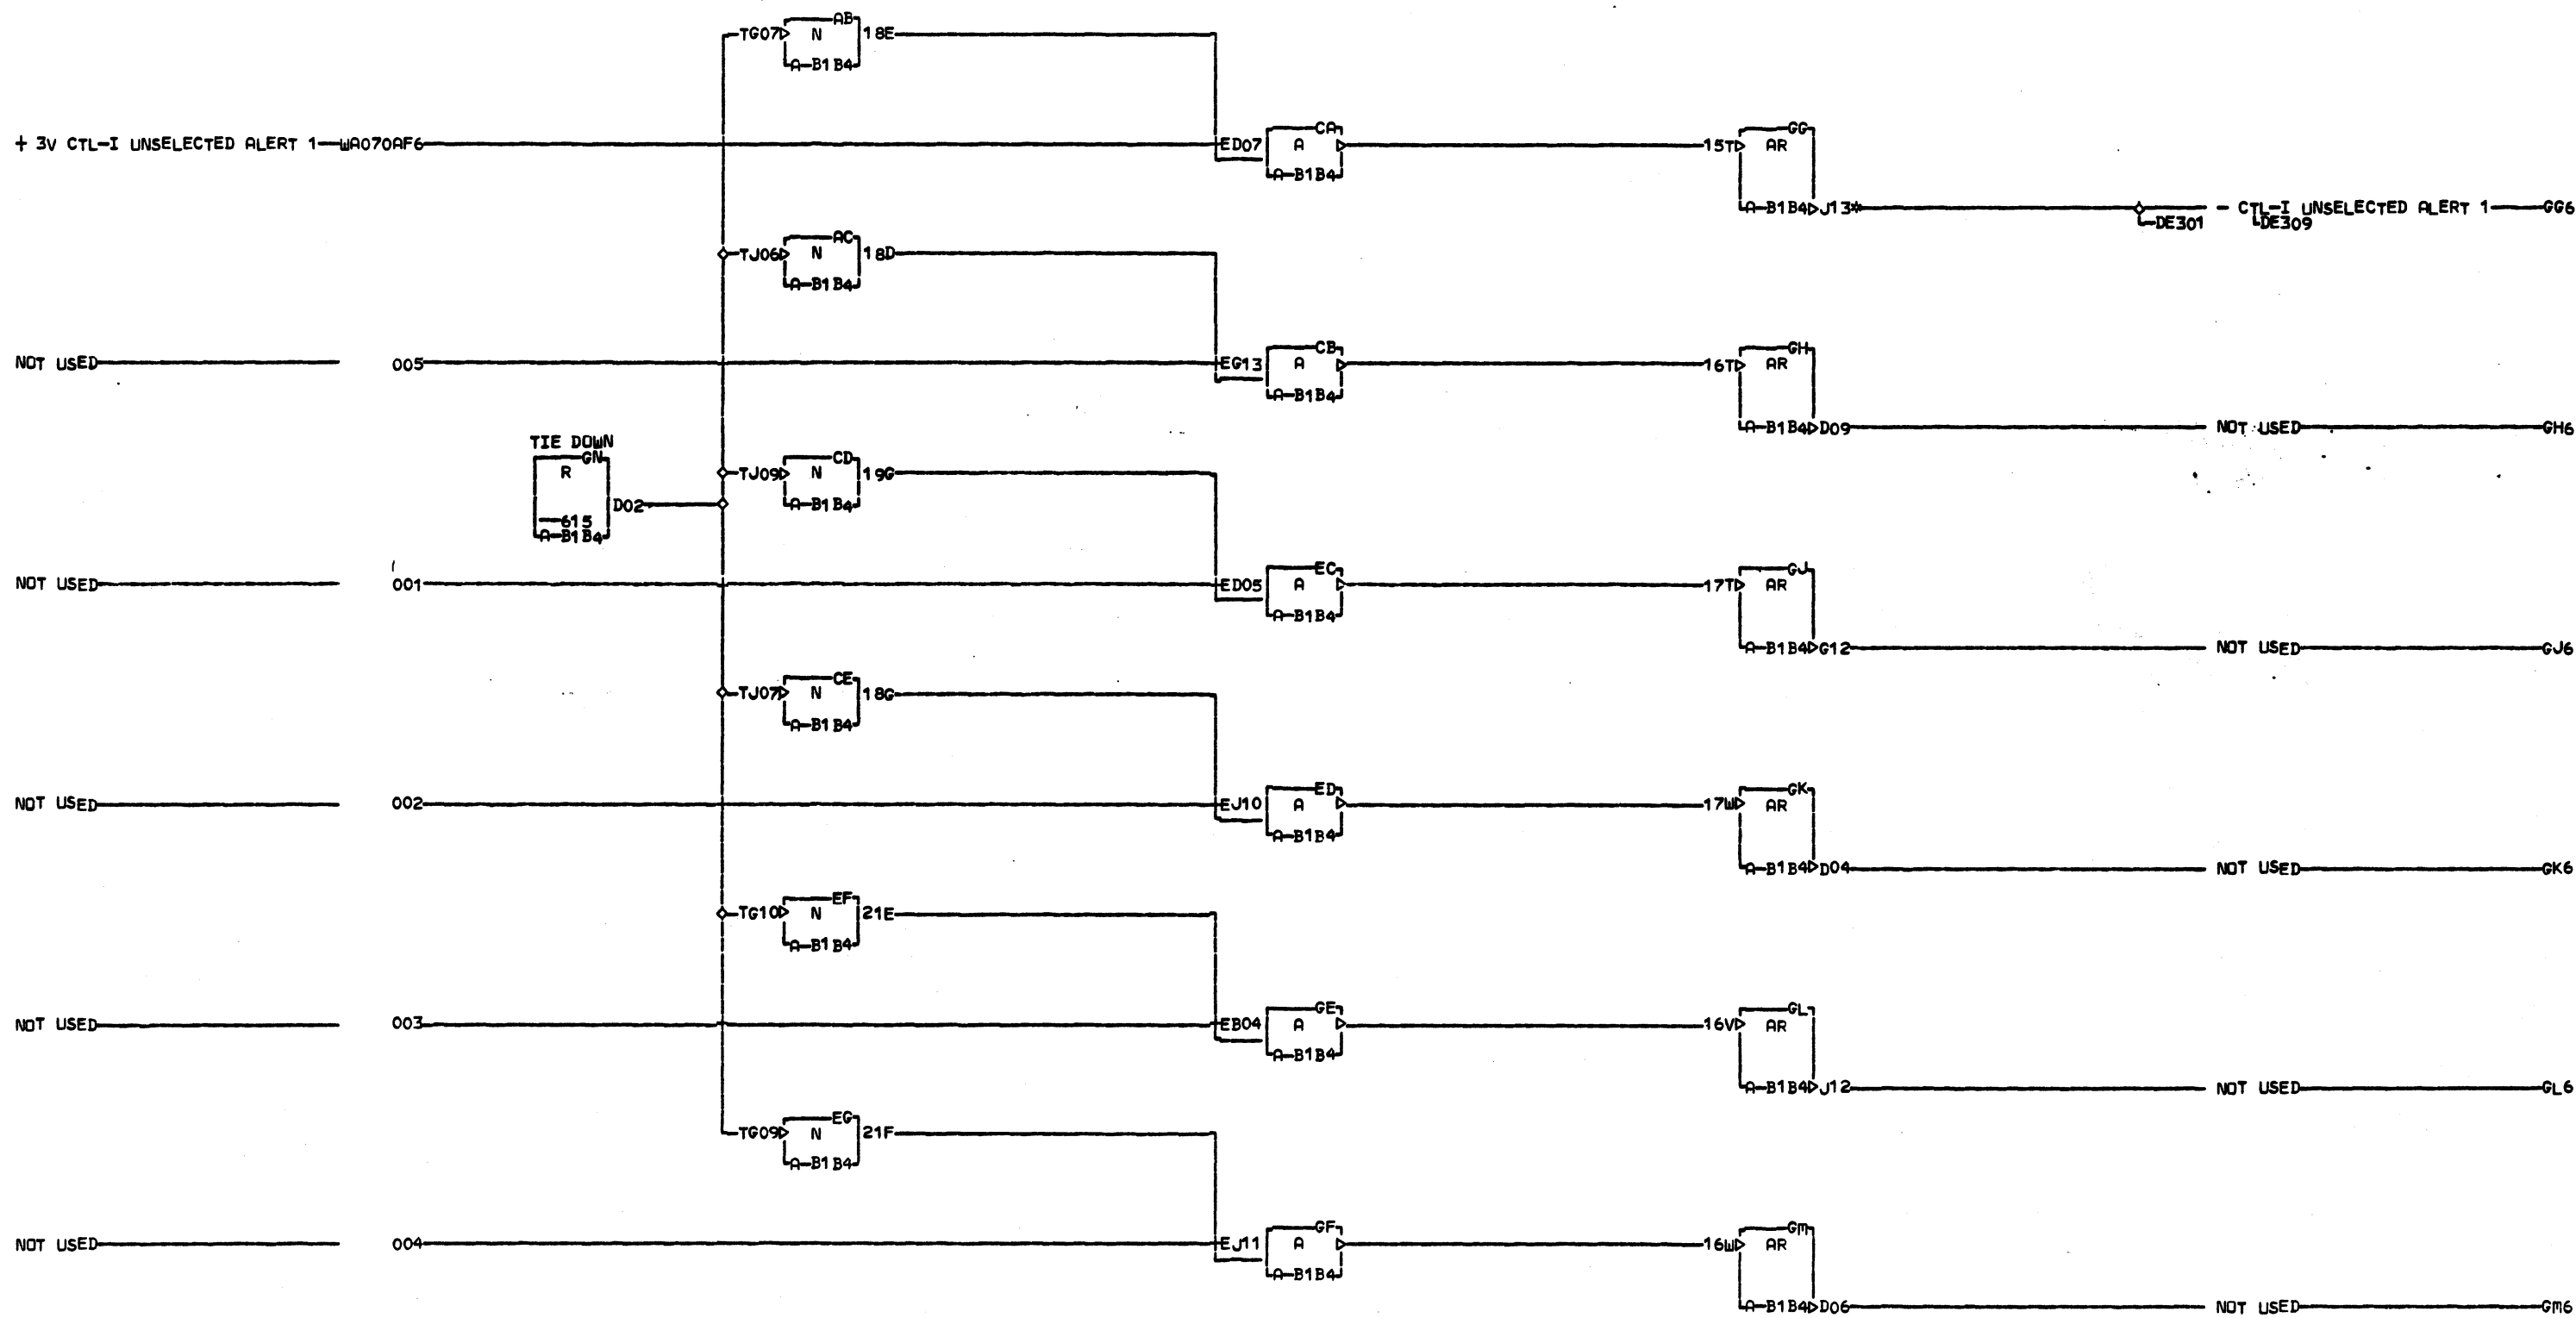 AB
TG07 N 18E
A-B1B4
+ 3V CTL-I UNSELECTED ALERT 1 WA070AF6 ED07 A CA 15T AR GG
A-B1B4
A-B1B4 J13* - CTL-I UNSELECTED ALERT 1 GG6
DE301 DE309
AC
TJ06 N 18D
A-B1B4
NOT USED 005 EG13 A CB 16T AR GH
A-B1B4
A-B1B4 D09 NOT USED GH6
TIE DOWN
GN
R
D02
615
A-B1B4
CD
TJ09 N 19G
A-B1B4
NOT USED 001 ED05 A EC 17T AR GJ
A-B1B4
A-B1B4 G12 NOT USED GJ6
CE
TJ07 N 18G
A-B1B4
NOT USED 002 EJ10 A ED 17W AR GK
A-B1B4
A-B1B4 D04 NOT USED GK6
EF
TG10 N 21E
A-B1B4
NOT USED 003 EB04 A GE 16V AR GL
A-B1B4
A-B1B4 J12 NOT USED GL6
EG
TG09 N 21F
A-B1B4
NOT USED 004 EJ11 A GF 16W AR GM
A-B1B4
A-B1B4 D06 NOT USED GM6